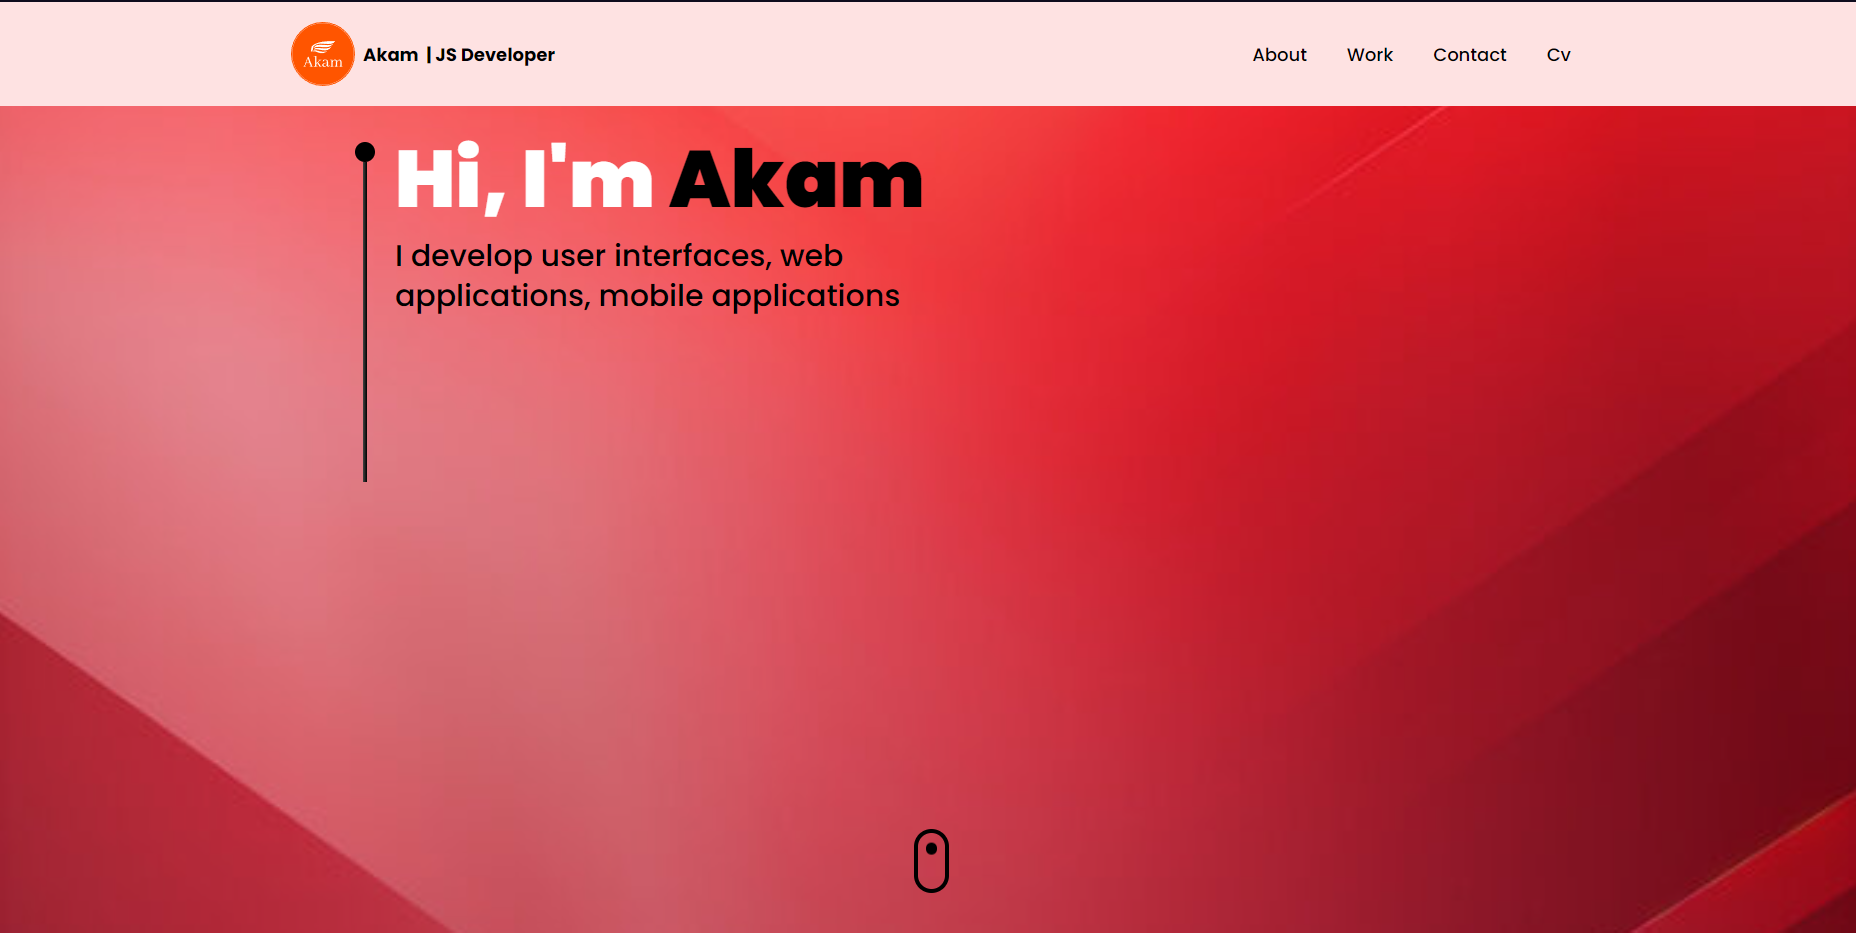 Akam
Akam | JS Developer
About
Work
Contact
Cv
Hi, I'm Akam
I develop user interfaces, web
applications, mobile applications